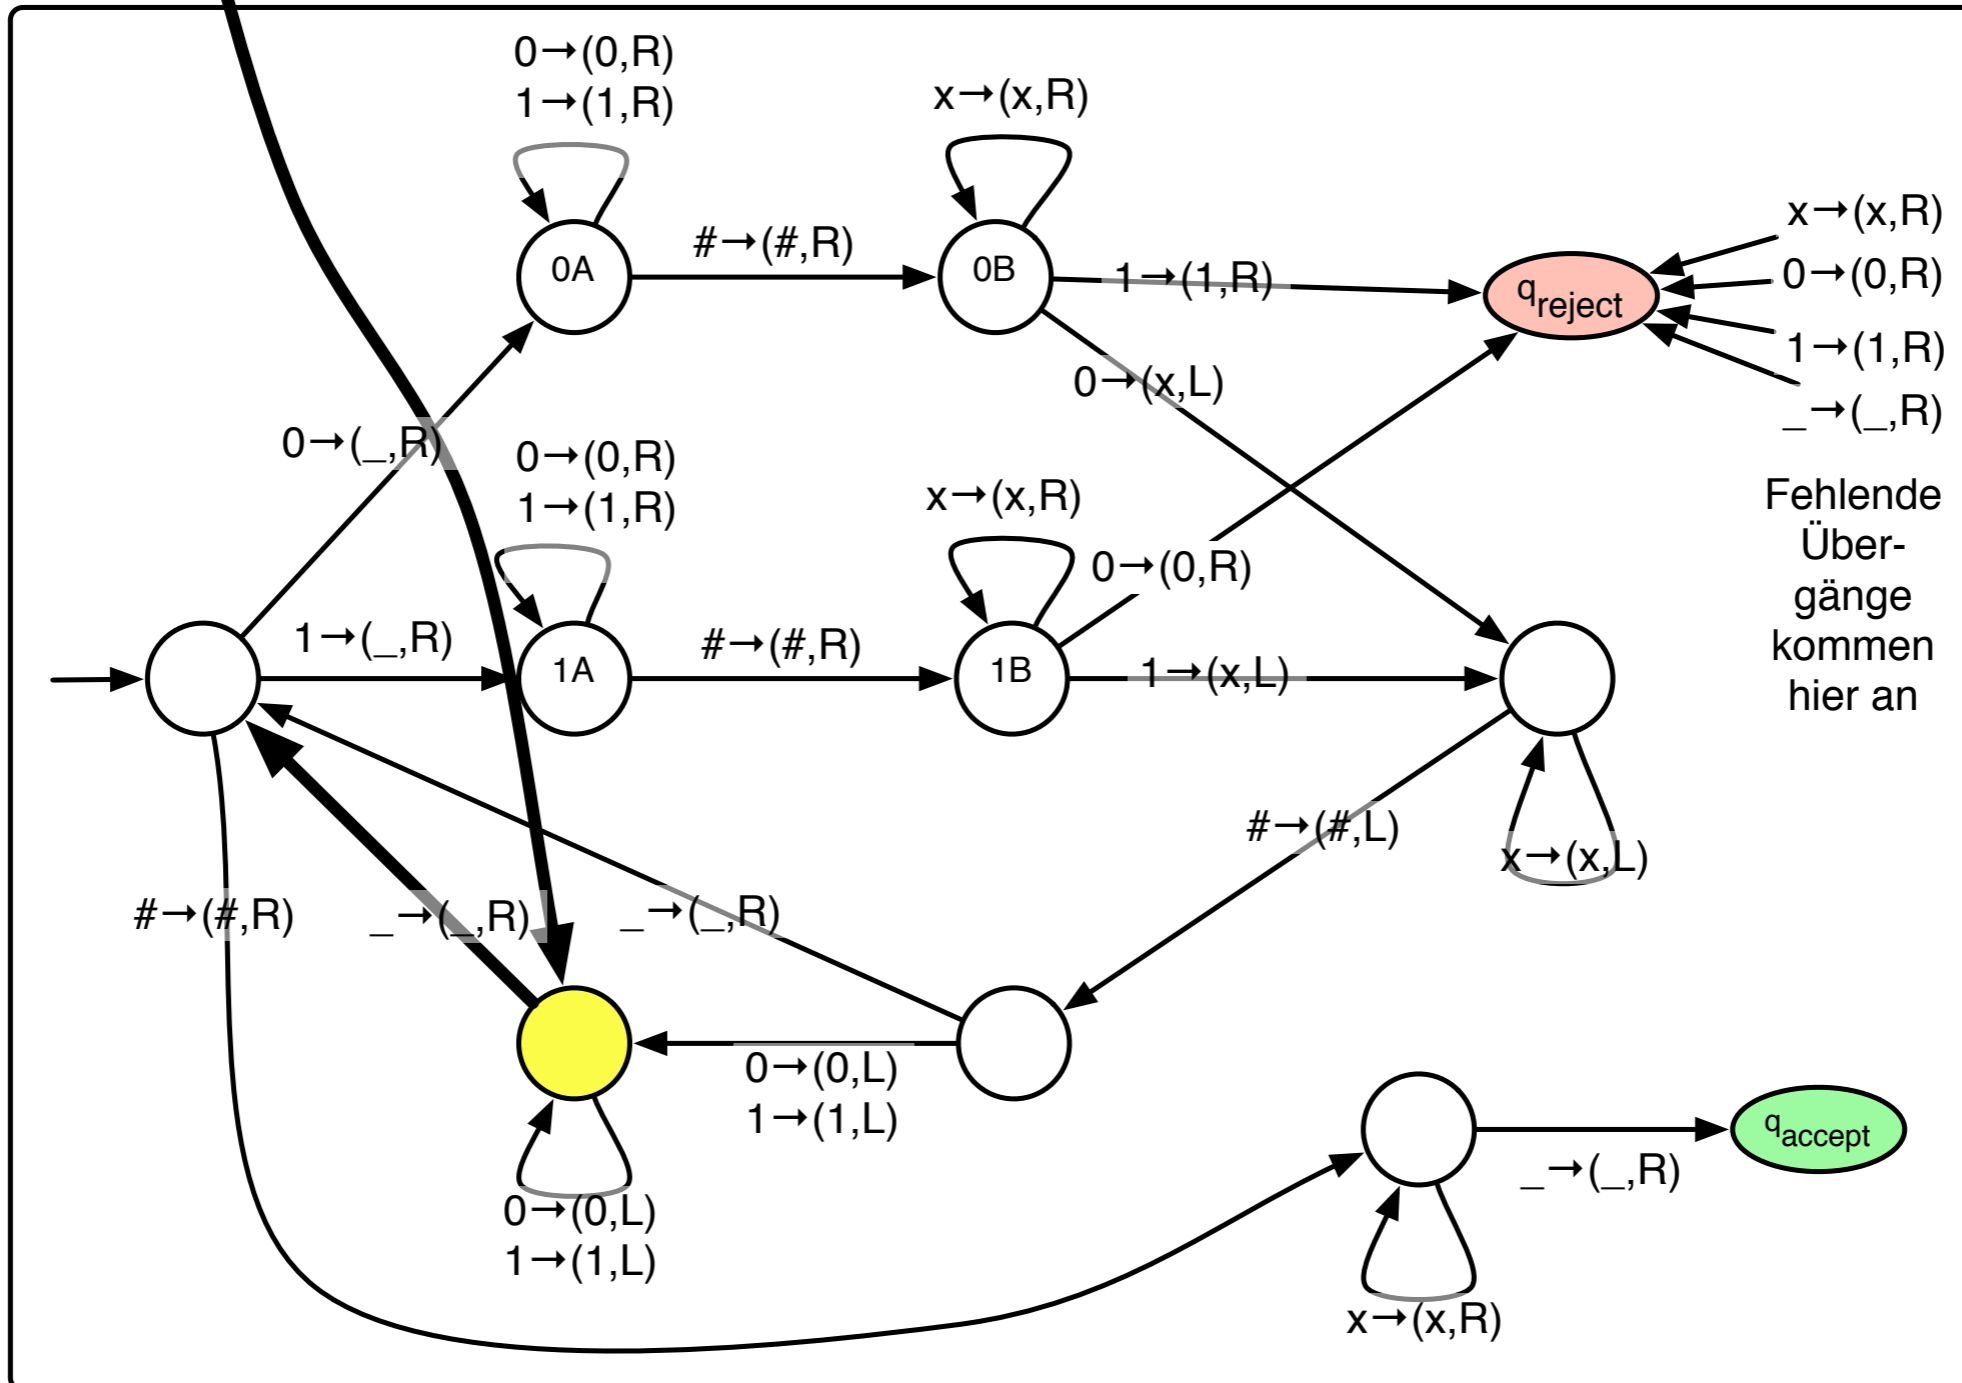 0→(0,R)
1→(1,R)
x→(x,R)
0A
#→(#,R)
0B
1→(1,R)
qreject
x→(x,R)
0→(0,R)
1→(1,R)
_→(_,R)
0→(x,L)
0→(_,R)
0→(0,R)
1→(1,R)
x→(x,R)
0→(0,R)
Fehlende
Über-
gänge
kommen
hier an
1→(_,R)
1A
#→(#,R)
1B
1→(x,L)
#→(#,L)
x→(x,L)
#→(#,R)
_→(_,R)
_→(_,R)
0→(0,L)
1→(1,L)
qaccept
_→(_,R)
0→(0,L)
1→(1,L)
x→(x,R)